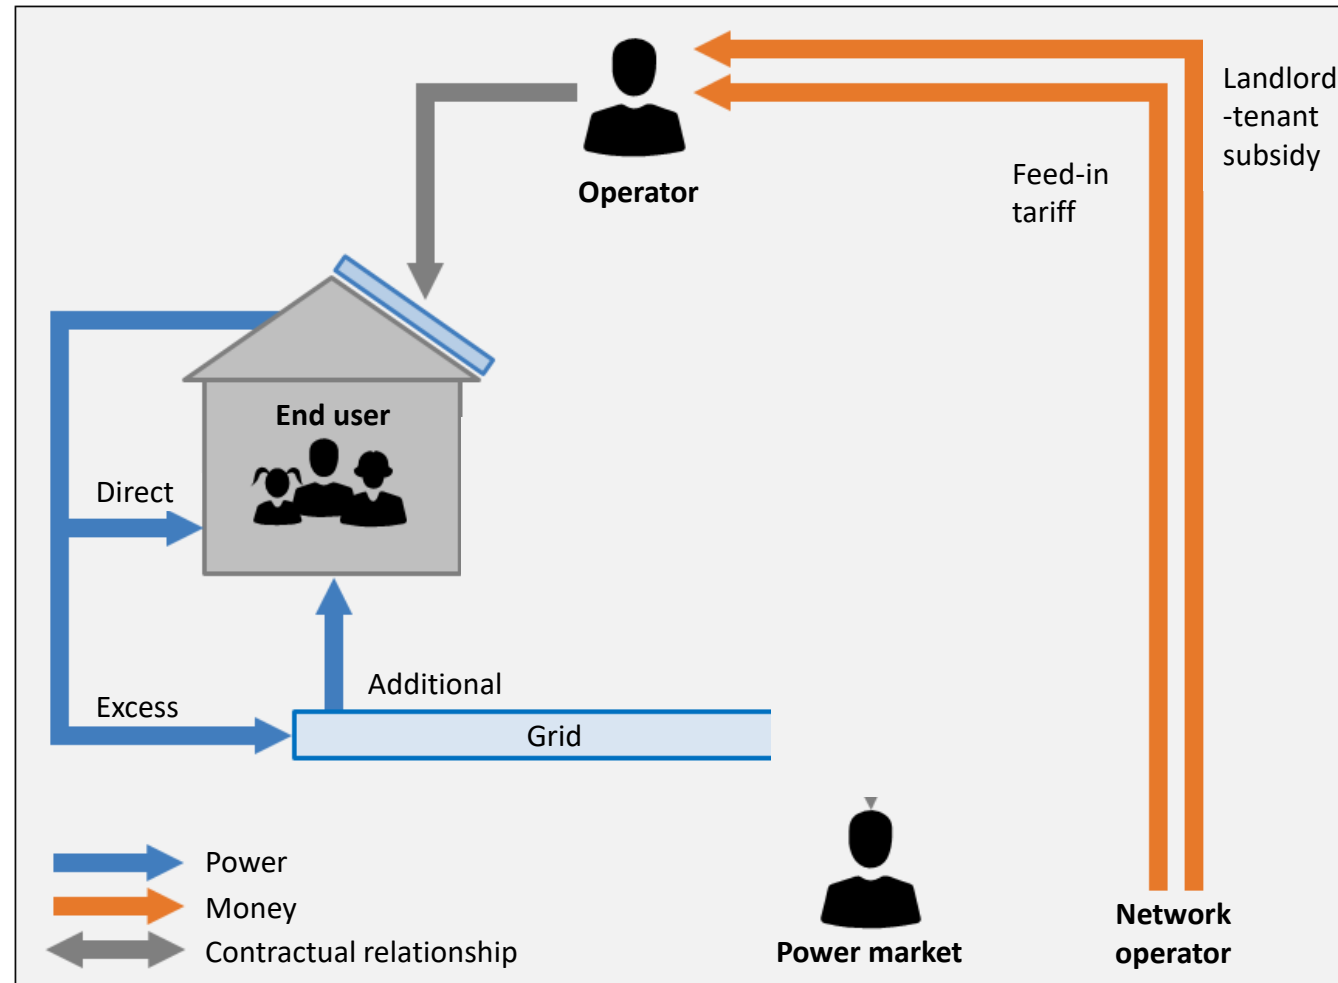 Landlord
-tenant
subsidy
Feed-in
tariff
Operator
End user
Direct
Additional
Excess
Grid
Power
Money
Contractual relationship
Power market
Network
operator